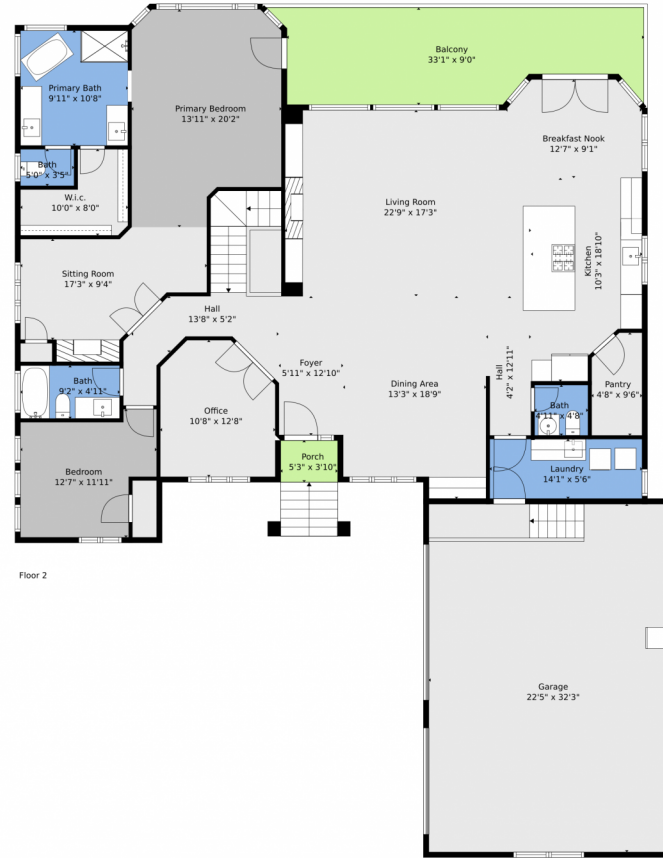 Balcony
33'1" x 9'0"
Primary Bath
9'11" x 10'8"
Primary Bedroom
13'11" x 20'2"
Breakfast Nook
12'7" x 9'1"
Bath
5'0" x 3'5"
W.i.c.
10'0" x 8'0"
Living Room
22'9" x 17'3"
Kitchen
10'3" x 18'10"
Sitting Room
17'3" x 9'4"
Hall
13'8" x 5'2"
Foyer
5'11" x 12'10"
Hall
4'2" x 12'11"
Bath
9'2" x 4'11"
Dining Area
13'3" x 18'9"
Pantry
4'8" x 9'6"
Office
10'8" x 12'8"
Bath
4'11" x 4'8"
Porch
5'3" x 3'10"
Bedroom
12'7" x 11'11"
Laundry
14'1" x 5'6"
Floor 2
Garage
22'5" x 32'3"